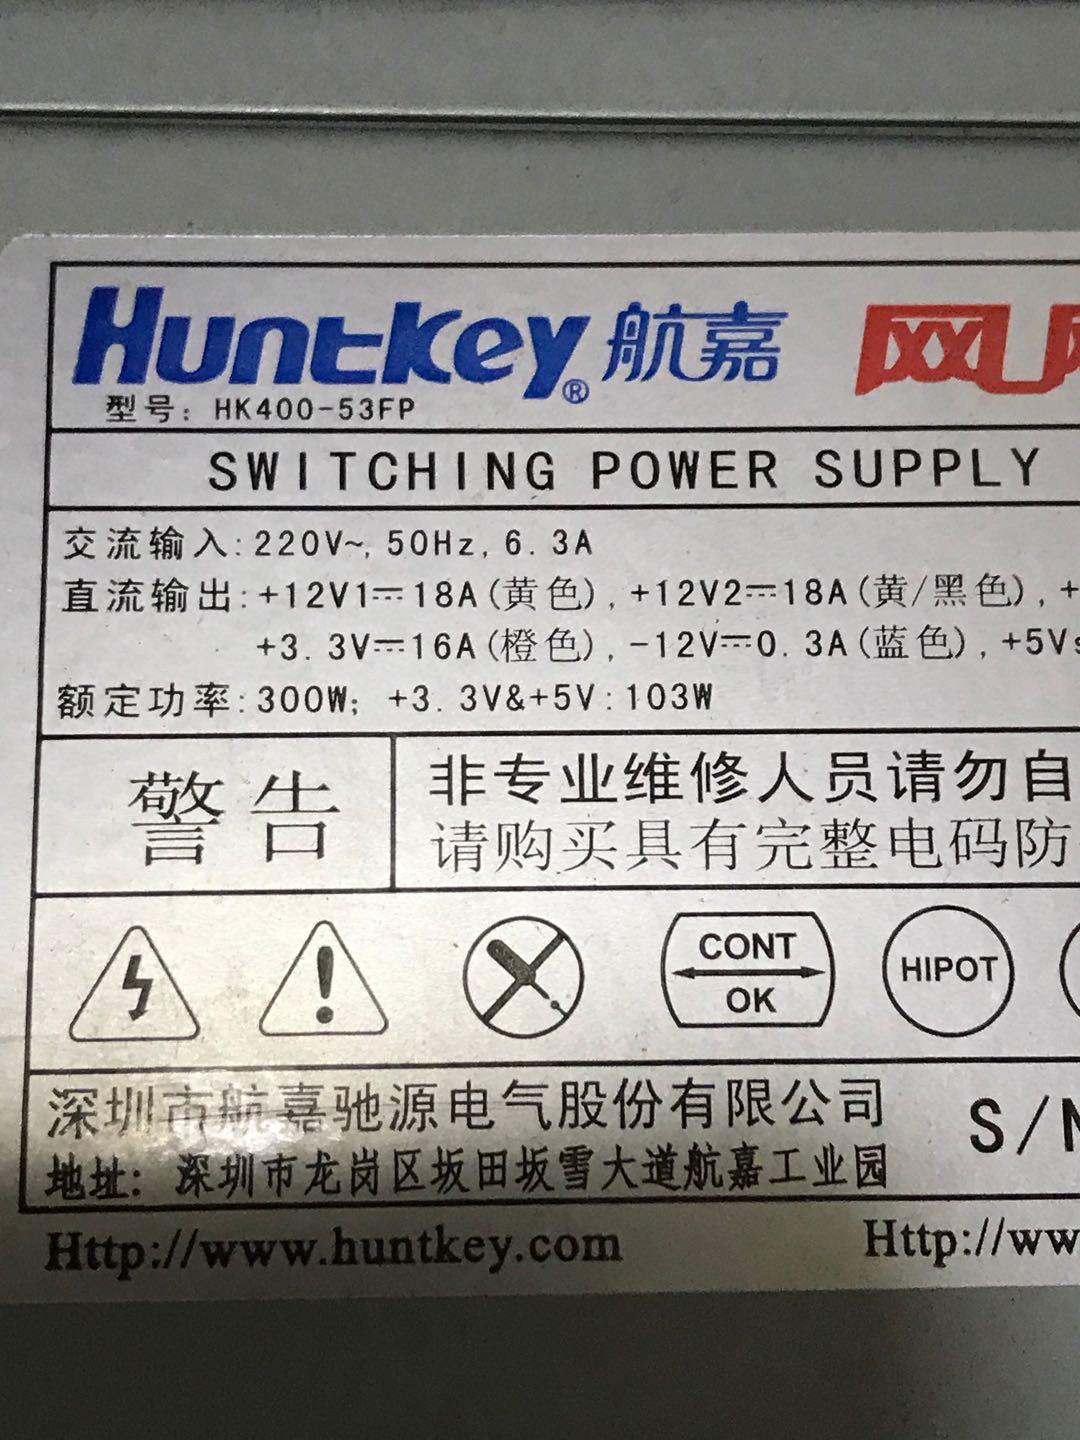 Huntkey® 航嘉 网
型号: HK400-53FP
SWITCHING POWER SUPPLY
交流输入:220V~,50Hz,6.3A
直流输出:+12V1⎓18A(黄色),+12V2⎓18A(黄/黑色),+
+3.3V⎓16A(橙色),-12V⎓0.3A(蓝色),+5Vs
额定功率:300W; +3.3V&+5V:103W
警告
非专业维修人员请勿自
请购买具有完整电码防
CONT
OK
HIPOT
深圳市航嘉驰源电气股份有限公司
地址: 深圳市龙岗区坂田坂雪大道航嘉工业园
S/N
Http://www.huntkey.com
Http://ww